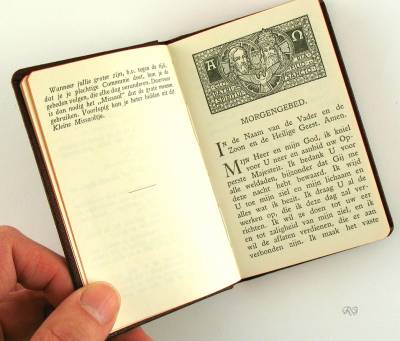 Wanneer jullie groter zijn, b.v. tegen de tijd,
dat je je plechtige Communie doet, kun je de
gebeden volgen, die elke dag veranderen. Daarvoor
is dan nodig het „Missaal" dat de grote mensen
gebruiken. Voorlopig kun je beter bidden uit dit
Kleine Missaaltje.
A Ω
MORGENGEBED.
In de Naam van de Vader en de
Zoon en de Heilige Geest. Amen.
Mijn Heer en mijn God, ik kniel
voor U neer en aanbid uw Op-
perste Majesteit. Ik bedank U voor
alle weldaden, bijzonder dat Gij me
deze nacht hebt bewaard. Ik wijd
U toe mijn ziel en mijn lichaam en
alles wat ik bezit. Ik draag U al de
werken op, die ik deze dag zal ver-
richten. Ik wil ze doen tot uw eer
en tot zaligheid van mijn ziel, en ik
wil de aflaten verdienen, die er aan
verbonden zijn. Ik maak het vaste